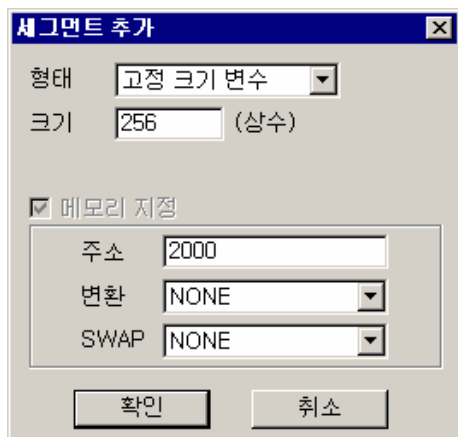 세그먼트 추가
형태 고정 크기 변수
크기 256 (상수)
메모리 지정
주소 2000
변환 NONE
SWAP NONE
확인 취소